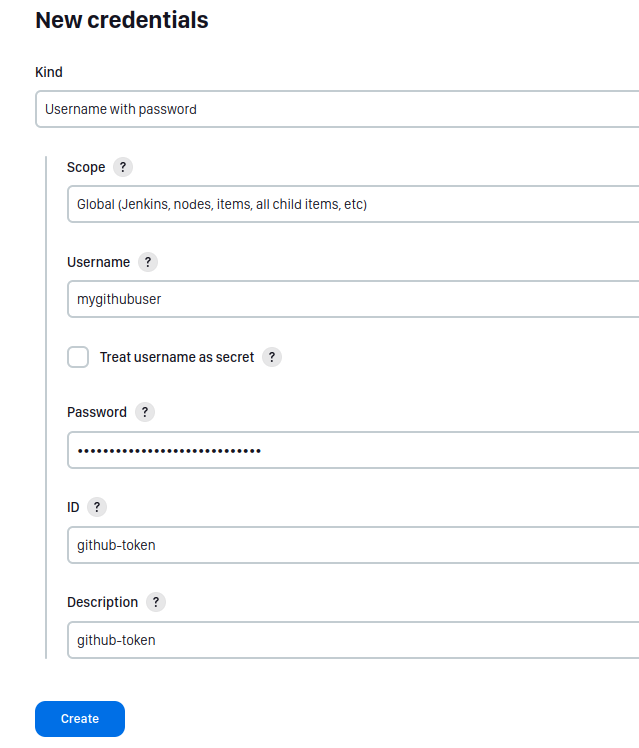 New credentials
Kind
Username with password
Scope ?
Global (Jenkins, nodes, items, all child items, etc)
Username ?
mygithubuser
Treat username as secret ?
Password ?
•••••••••••••••••••••••••••••
ID ?
github-token
Description ?
github-token
Create